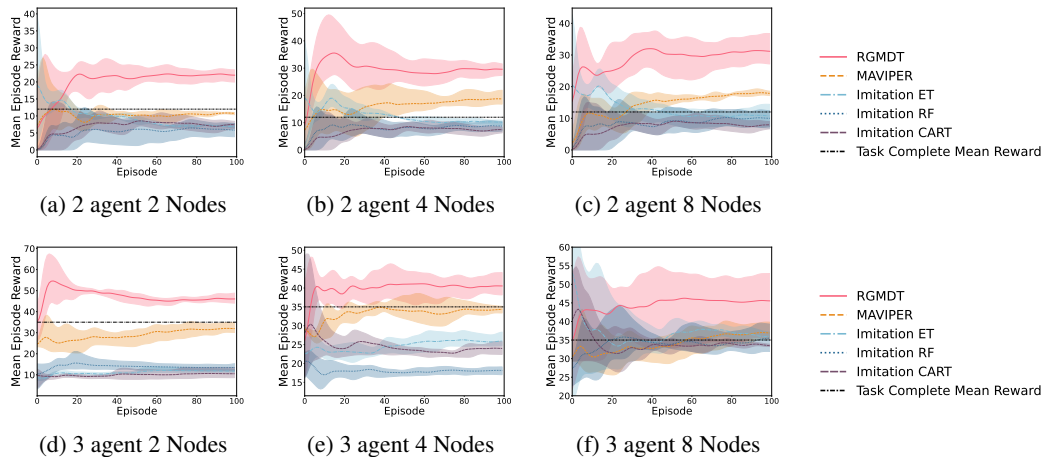 Mean Episode Reward
40
35
30
25
20
15
10
5
0
0 20 40 60 80 100
Episode
(a) 2 agent 2 Nodes
Mean Episode Reward
50
40
30
20
10
0
0 20 40 60 80 100
Episode
(b) 2 agent 4 Nodes
Mean Episode Reward
40
30
20
10
0
0 20 40 60 80 100
Episode
(c) 2 agent 8 Nodes
RGMDT
MAVIPER
Imitation ET
Imitation RF
Imitation CART
Task Complete Mean Reward
Mean Episode Reward
70
60
50
40
30
20
10
0 20 40 60 80 100
Episode
(d) 3 agent 2 Nodes
Mean Episode Reward
50
45
40
35
30
25
20
15
0 20 40 60 80 100
Episode
(e) 3 agent 4 Nodes
Mean Episode Reward
60
55
50
45
40
35
30
25
20
0 20 40 60 80 100
Episode
(f) 3 agent 8 Nodes
RGMDT
MAVIPER
Imitation ET
Imitation RF
Imitation CART
Task Complete Mean Reward